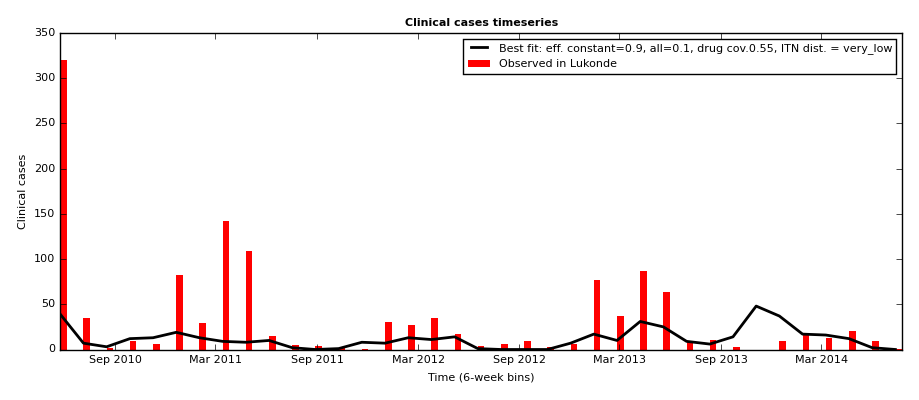 Clinical cases timeseries
Best fit: eff. constant=0.9, all=0.1, drug cov.0.55, ITN dist. = very_low
Observed in Lukonde
Clinical cases
350
300
250
200
150
100
50
0
Sep 2010 Mar 2011 Sep 2011 Mar 2012 Sep 2012 Mar 2013 Sep 2013 Mar 2014
Time (6-week bins)